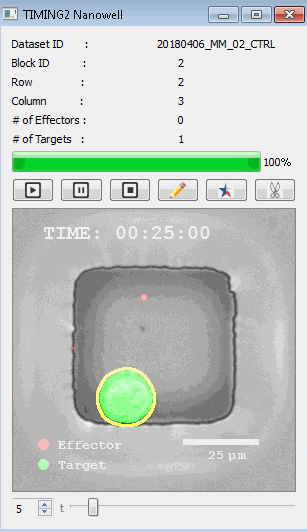 TIMING2 Nanowell
Dataset ID : 20180406_MM_02_CTRL
Block ID : 2
Row : 2
Column : 3
# of Effectors : 0
# of Targets : 1
100%
TIME: 00:25:00
Effector
Target
25 µm
5 t